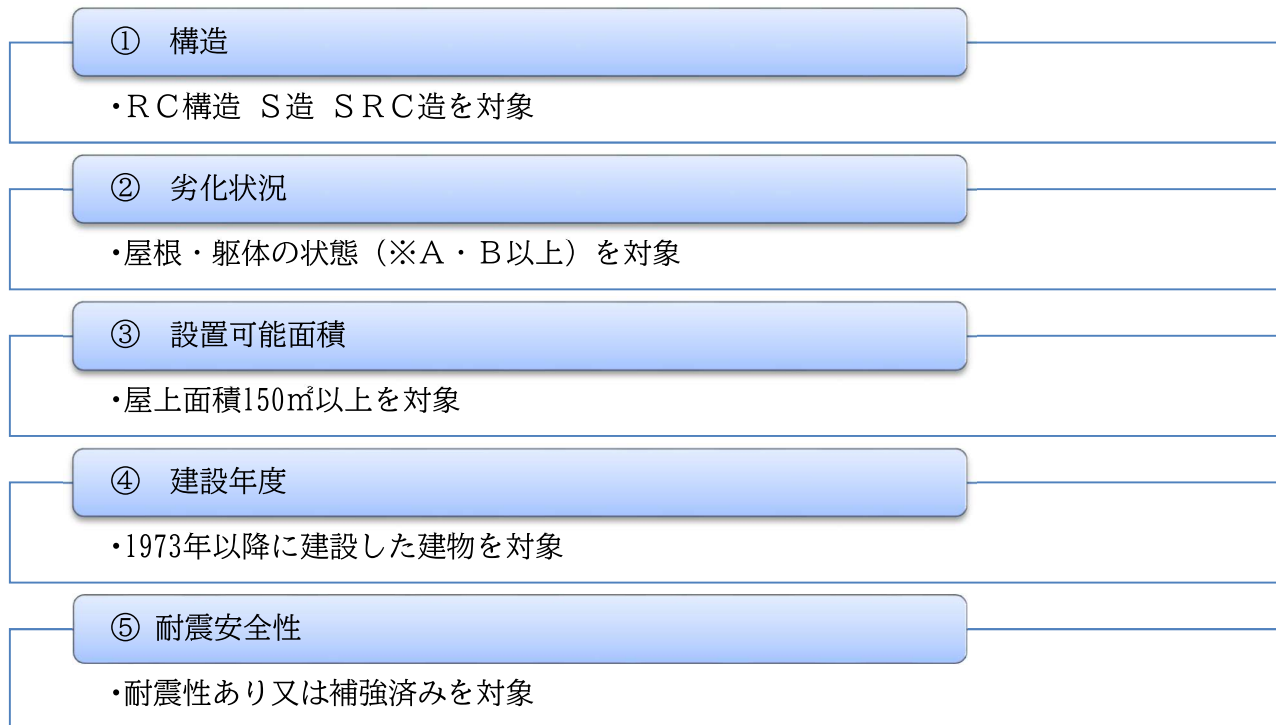 ① 構造
・ＲＣ構造 Ｓ造 ＳＲＣ造を対象
② 劣化状況
・屋根・躯体の状態（※Ａ・Ｂ以上）を対象
③ 設置可能面積
・屋上面積150㎡以上を対象
④ 建設年度
・1973年以降に建設した建物を対象
⑤ 耐震安全性
・耐震性あり又は補強済みを対象